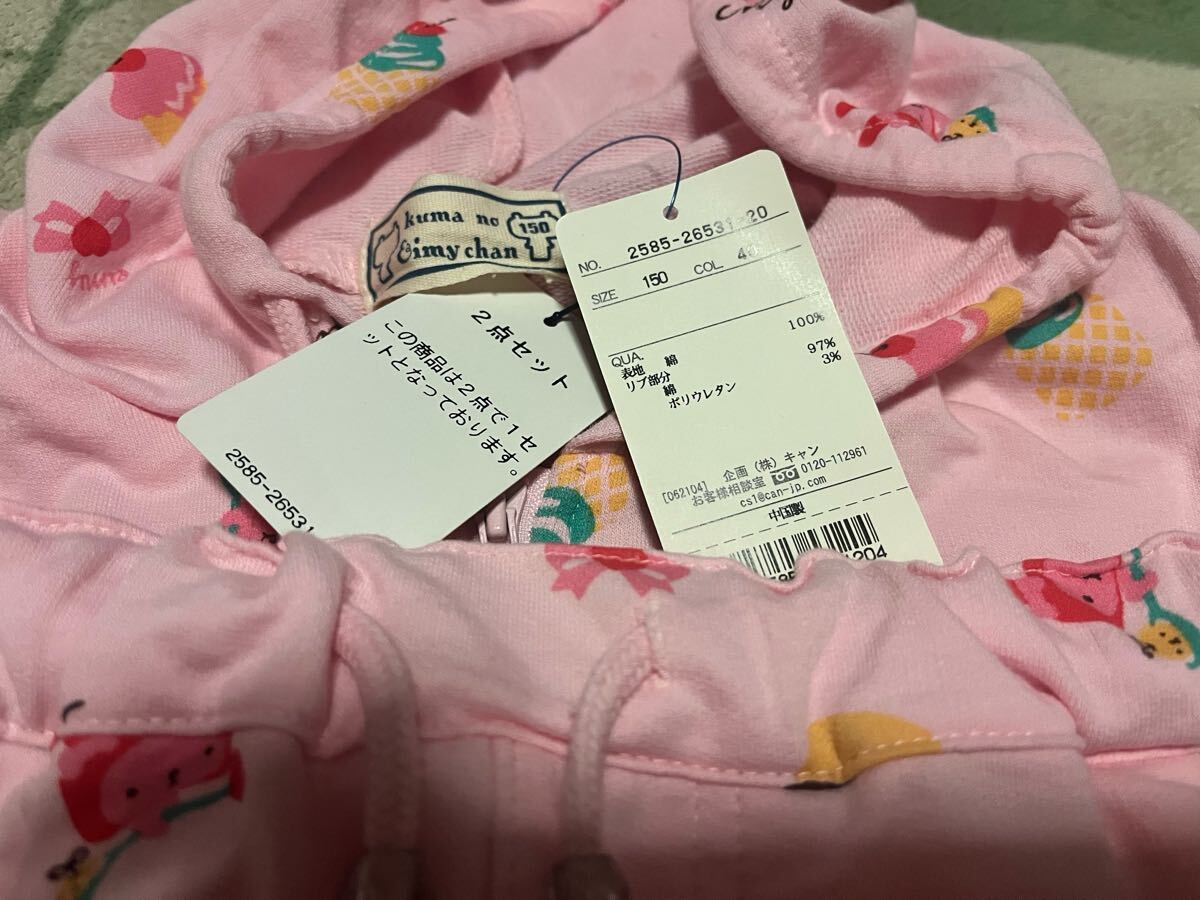 kuma no
150
&imy chan
2点セット
この商品は2点で1セ
ットとなっております。
2585-26531
NO. 2585-26531-20
SIZE 150 COL
100%
QUA.
表地 綿 97%
リブ部分 3%
綿
ポリウレタン
企画 (株) キャン
[062104] お客様相談室 0120-112961
csl@can-jp.com
中国製
1204
kuma